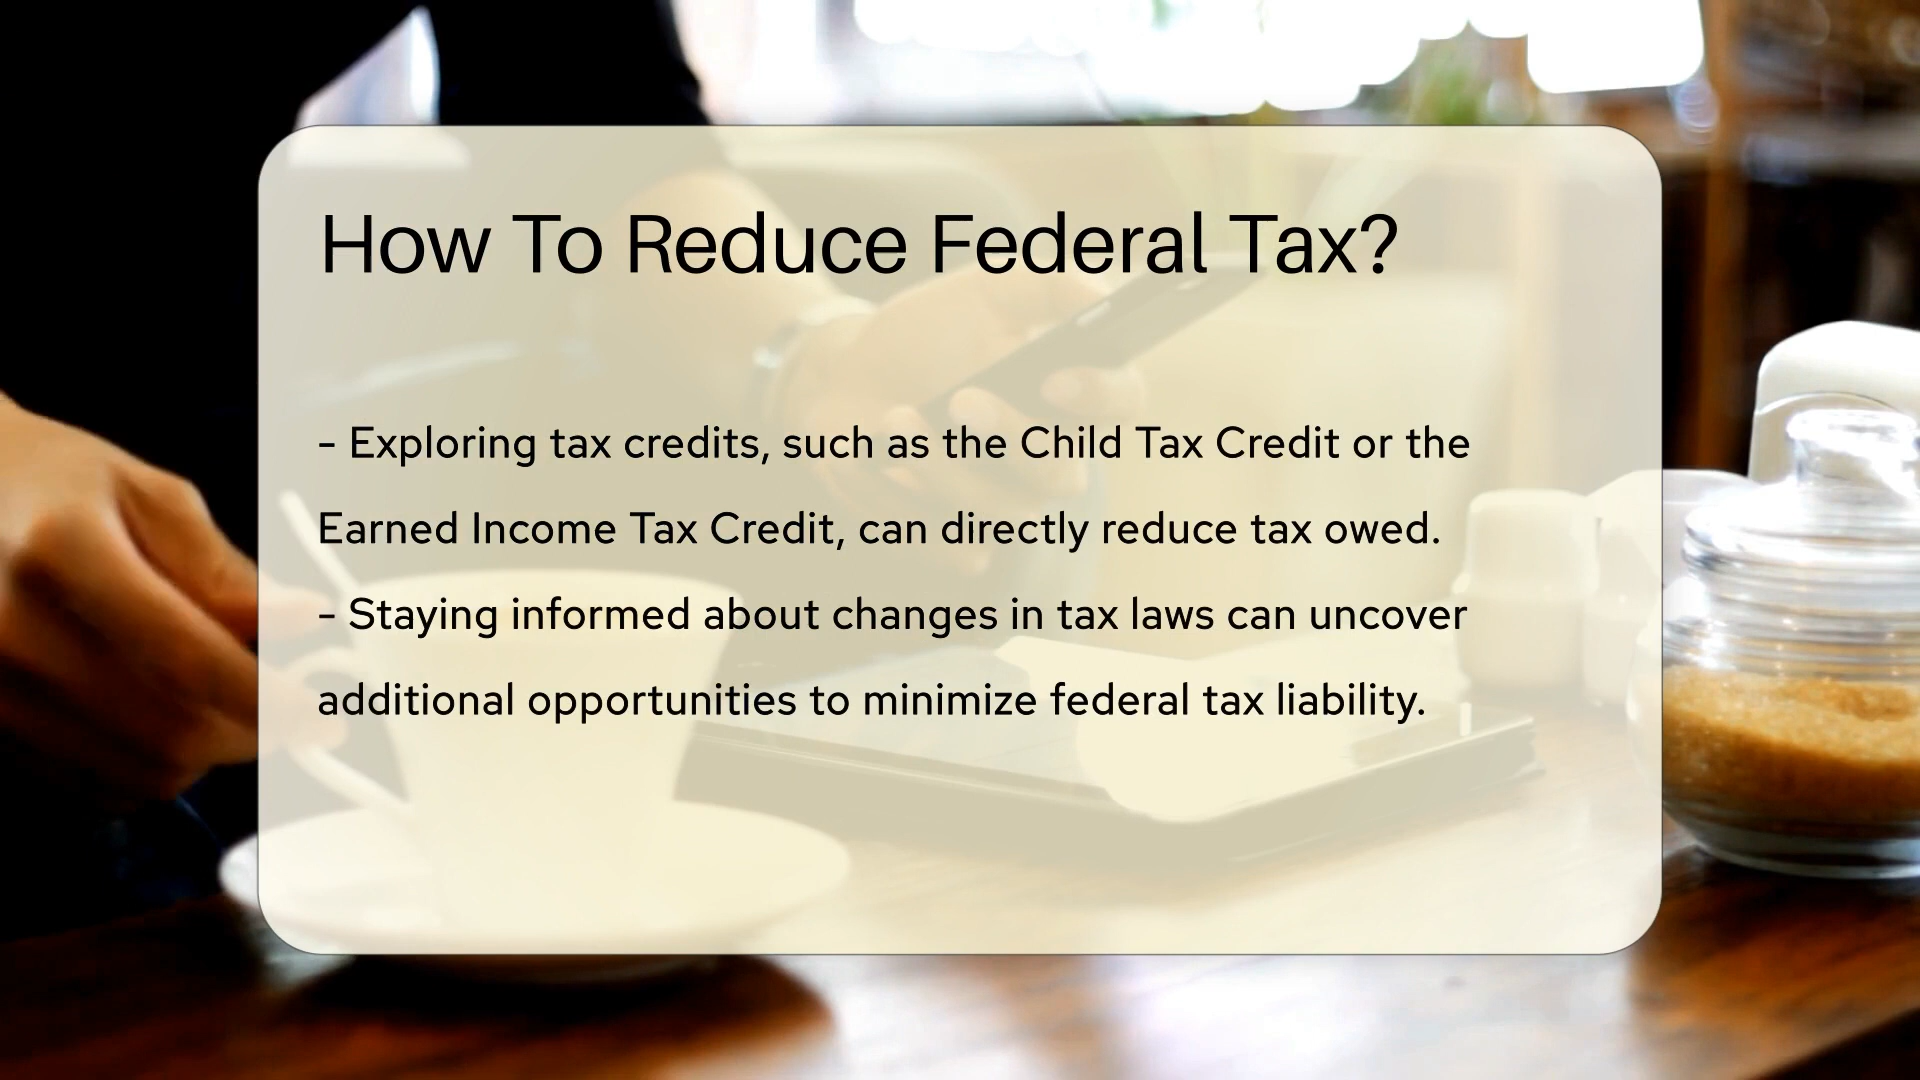 How To Reduce Federal Tax?
- Exploring tax credits, such as the Child Tax Credit or the
Earned Income Tax Credit, can directly reduce tax owed.
- Staying informed about changes in tax laws can uncover
additional opportunities to minimize federal tax liability.